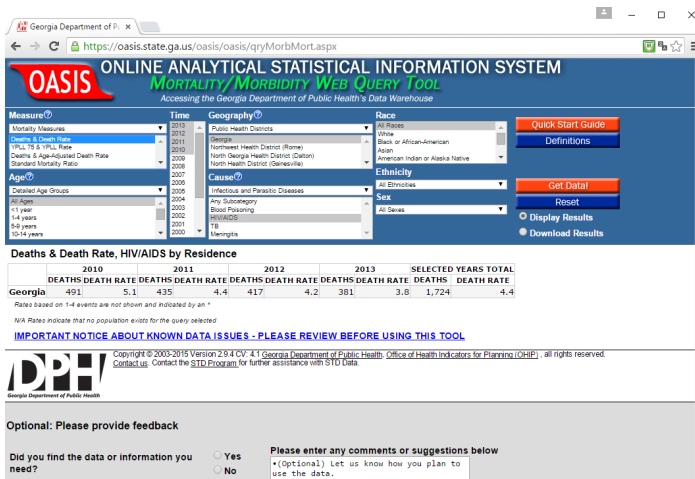 Georgia Department of Pu
https://oasis.state.ga.us/oasis/oasis/qryMorbMort.aspx
OASIS
ONLINE ANALYTICAL STATISTICAL INFORMATION SYSTEM
MORTALITY/MORBIDITY WEB QUERY TOOL
Accessing the Georgia Department of Public Health's Data Warehouse
Measure Time Geography Race
Mortality Measures 2013 Public Health Districts All Races Quick Start Guide
Deaths & Death Rate 2012 Georgia White Definitions
YPLL 75 & YPLL Rate 2011 Northwest Health District (Rome) Black or African-American
Deaths & Age-Adjusted Death Rate 2010 North Georgia Health District (Dalton) Asian
Standard Mortality Ratio 2009 North Health District (Gainesville) American Indian or Alaska Native
2008
Age 2007 Cause Ethnicity
Detailed Age Groups 2005 Infectious and Parasitic Diseases All Ethnicities Get Data!
All Ages 2004 Any Subcategory Sex Reset
<1 year 2003 Blood Poisoning All Sexes Display Results
1-4 years 2002 HIV/AIDS Download Results
5-9 years 2001 TB
10-14 years 2000 Meningitis
Deaths & Death Rate, HIV/AIDS by Residence
2010 2011 2012 2013 SELECTED YEARS TOTAL
DEATHS DEATH RATE DEATHS DEATH RATE DEATHS DEATH RATE DEATHS DEATH RATE DEATHS DEATH RATE
Georgia 491 5.1 435 4.4 417 4.2 381 3.8 1,724 4.4
Rates based on 1-4 events are not shown and indicated by an *
N/A Rates indicate that no population exists for the query selected
IMPORTANT NOTICE ABOUT KNOWN DATA ISSUES - PLEASE REVIEW BEFORE USING THIS TOOL
Copyright © 2003-2015 Version 2.9.4 CV: 4.1 Georgia Department of Public Health. Office of Health Indicators for Planning (OHIP) , all rights reserved.
Contact us. Contact the STD Program for further assistance with STD Data.
DPH
Georgia Department of Public Health
Optional: Please provide feedback
Did you find the data or information you need?
Yes
No
Please enter any comments or suggestions below
•(Optional) Let us know how you plan to
use the data.